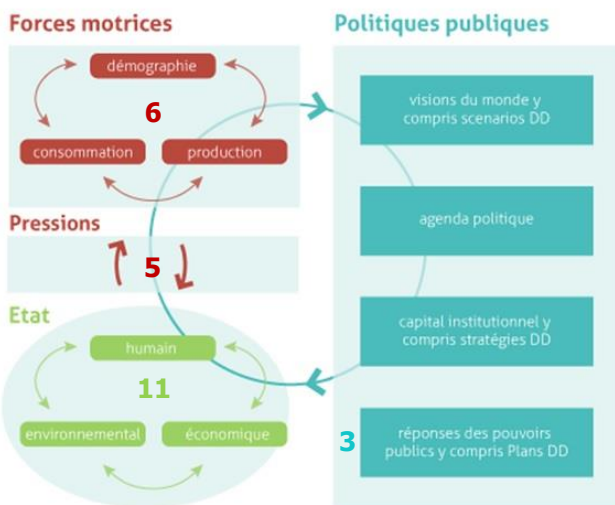 Forces motrices
démographie
6
consommation
production
Pressions
5
Etat
humain
11
environnemental
économique
Politiques publiques
visions du monde y
compris scenarios DD
agenda politique
capital institutionnel y
compris stratégies DD
3
réponses des pouvoirs
publics y compris Plans DD